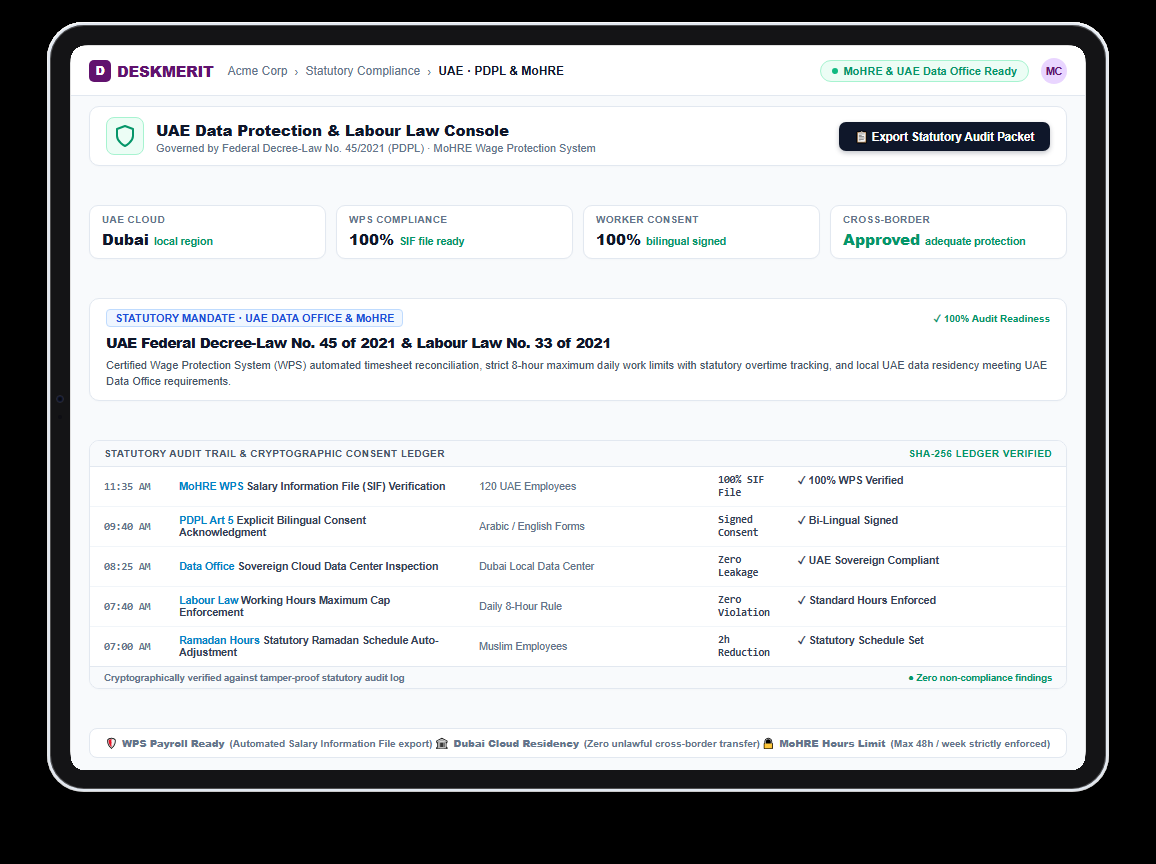 D DESKMERIT Acme Corp › Statutory Compliance › UAE · PDPL & MoHRE
● MoHRE & UAE Data Office Ready MC
UAE Data Protection & Labour Law Console
Governed by Federal Decree-Law No. 45/2021 (PDPL) · MoHRE Wage Protection System
📋 Export Statutory Audit Packet
UAE CLOUD
Dubai local region
WPS COMPLIANCE
100% SIF file ready
WORKER CONSENT
100% bilingual signed
CROSS-BORDER
Approved adequate protection
STATUTORY MANDATE · UAE DATA OFFICE & MoHRE
✓ 100% Audit Readiness
UAE Federal Decree-Law No. 45 of 2021 & Labour Law No. 33 of 2021
Certified Wage Protection System (WPS) automated timesheet reconciliation, strict 8-hour maximum daily work limits with statutory overtime tracking, and local UAE data residency meeting UAE
Data Office requirements.
STATUTORY AUDIT TRAIL & CRYPTOGRAPHIC CONSENT LEDGER
SHA-256 LEDGER VERIFIED
11:35 AM
MoHRE WPS Salary Information File (SIF) Verification
120 UAE Employees
100% SIF
File
✓ 100% WPS Verified
09:40 AM
PDPL Art 5 Explicit Bilingual Consent
Acknowledgment
Arabic / English Forms
Signed
Consent
✓ Bi-Lingual Signed
08:25 AM
Data Office Sovereign Cloud Data Center Inspection
Dubai Local Data Center
Zero
Leakage
✓ UAE Sovereign Compliant
07:40 AM
Labour Law Working Hours Maximum Cap
Enforcement
Daily 8-Hour Rule
Zero
Violation
✓ Standard Hours Enforced
07:00 AM
Ramadan Hours Statutory Ramadan Schedule Auto-
Adjustment
Muslim Employees
2h
Reduction
✓ Statutory Schedule Set
Cryptographically verified against tamper-proof statutory audit log
● Zero non-compliance findings
WPS Payroll Ready (Automated Salary Information File export) Dubai Cloud Residency (Zero unlawful cross-border transfer) MoHRE Hours Limit (Max 48h / week strictly enforced)